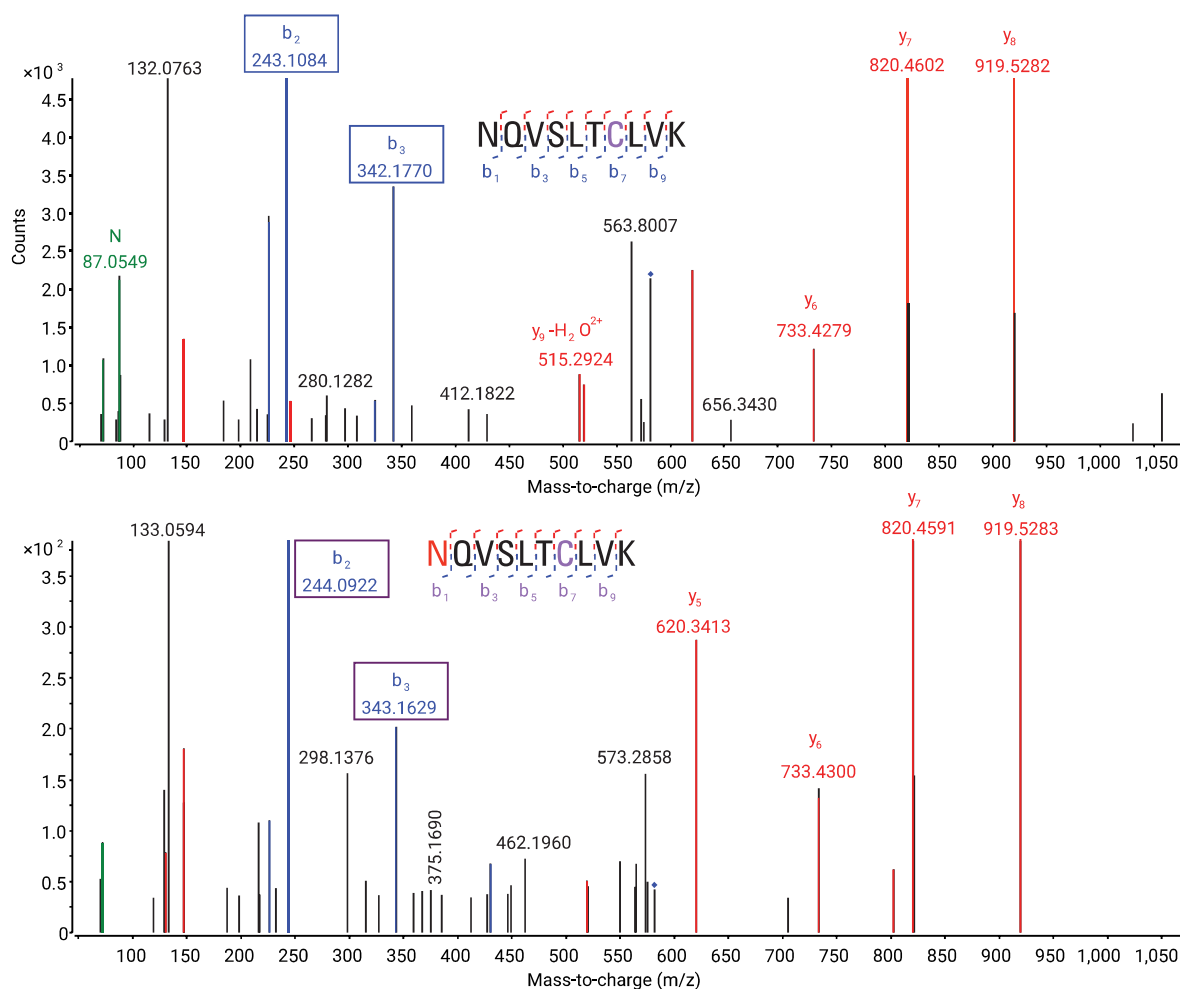 b₂
243.1084
y₇
820.4602
y₈
919.5282
×10³
132.0763
4.5
4.0
3.5
3.0
2.5
2.0
1.5
1.0
0.5
0
Counts
b₃
342.1770
NQVSLTCLVK
b₁ b₃ b₅ b₇ b₉
N
87.0549
563.8007
y₉-H₂O²⁺
515.2924
y₆
733.4279
280.1282
412.1822
656.3430
100 150 200 250 300 350 400 450 500 550 600 650 700 750 800 850 900 950 1,000 1,050
Mass-to-charge (m/z)
y₇
820.4591
y₈
919.5283
×10²
133.0594
3.5
3.0
2.5
2.0
1.5
1.0
0.5
0
b₂
244.0922
NQVSLTCLVK
b₁ b₃ b₅ b₇ b₉
y₅
620.3413
b₃
343.1629
298.1376
573.2858
y₆
733.4300
375.1690
462.1960
100 150 200 250 300 350 400 450 500 550 600 650 700 750 800 850 900 950 1,000 1,050
Mass-to-charge (m/z)